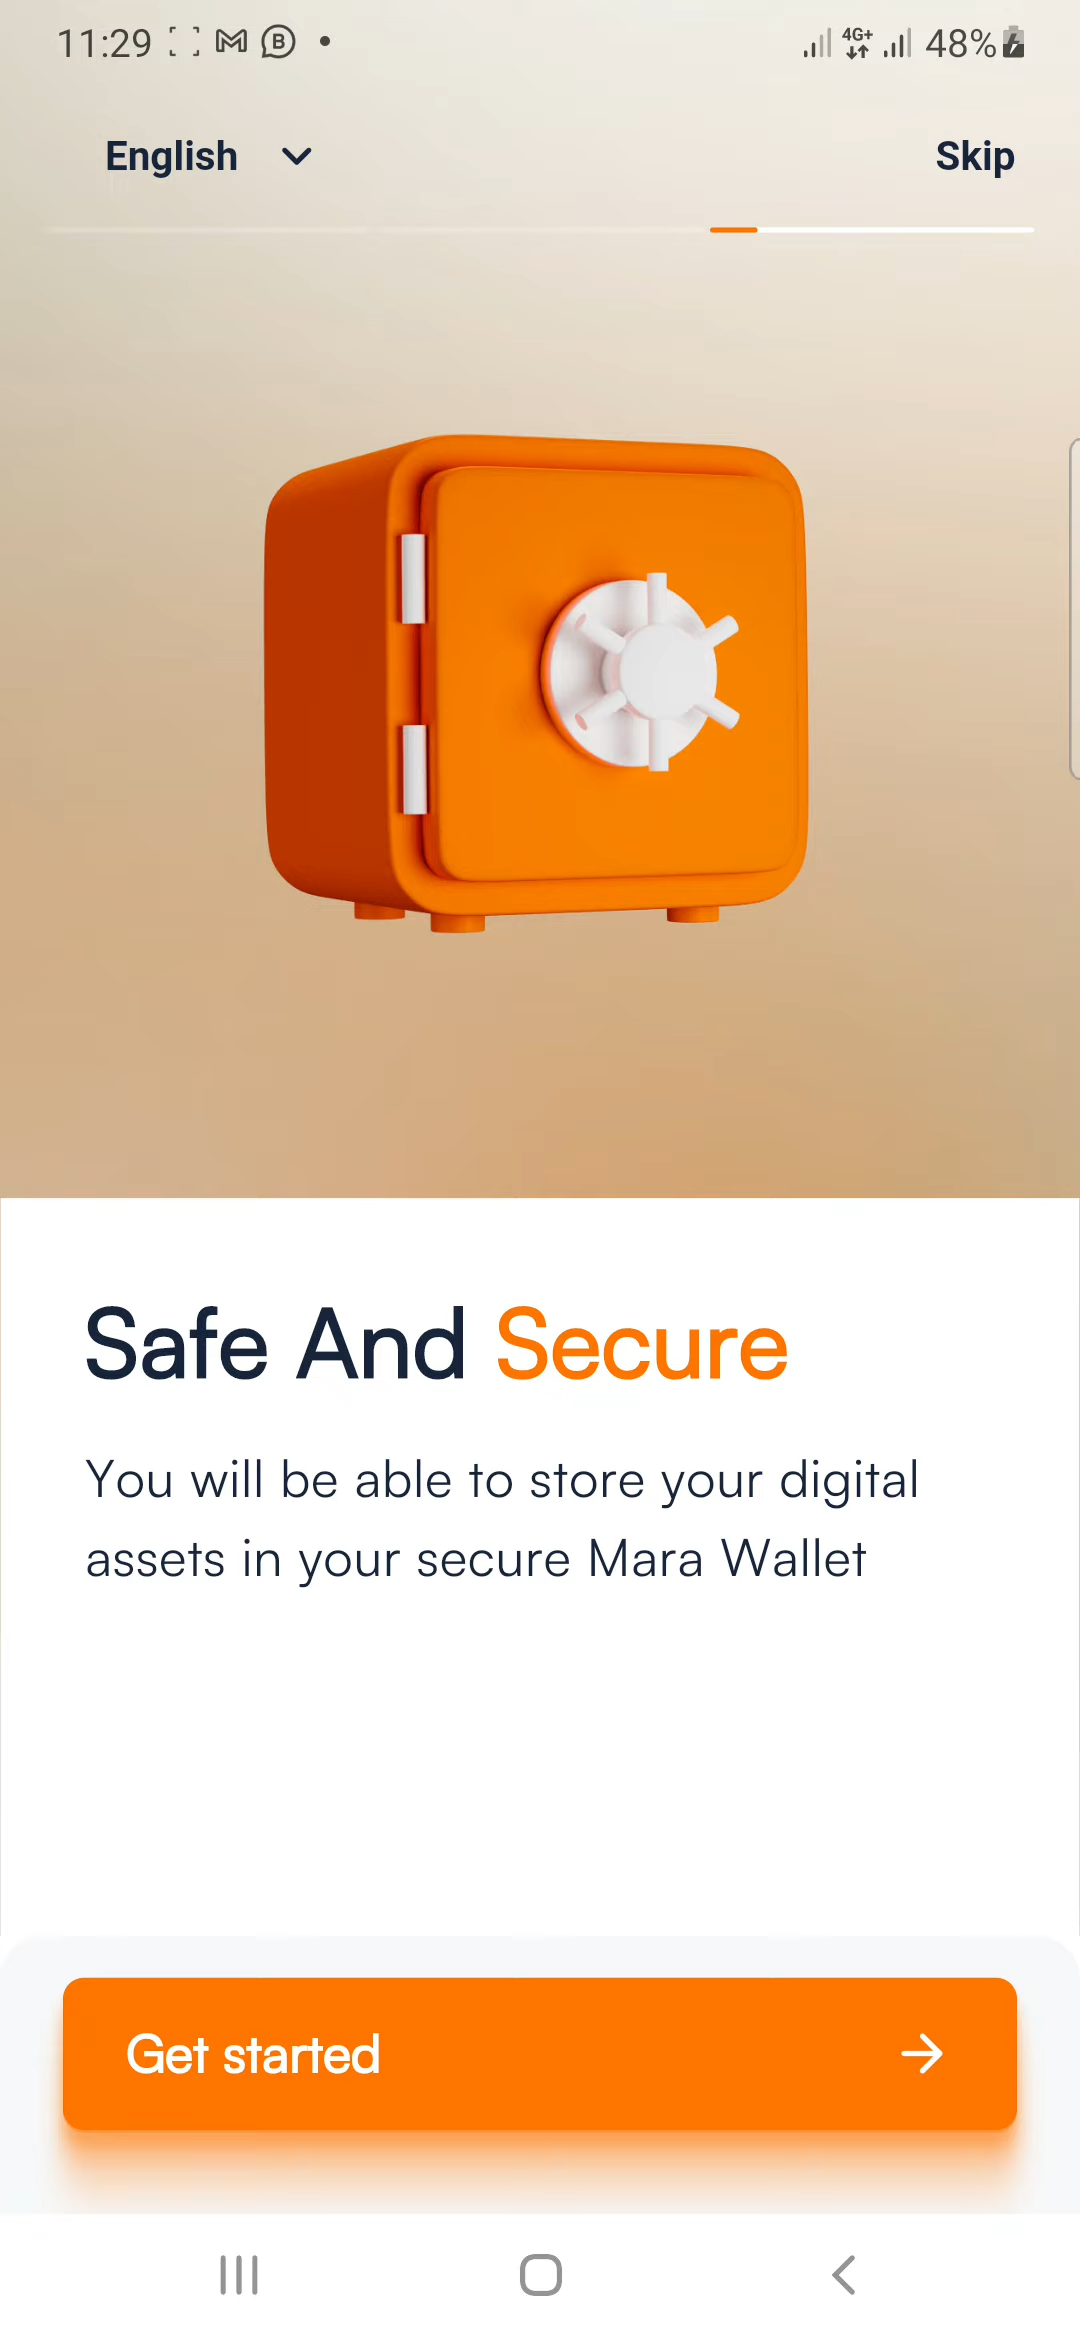 11:29 4G+ 48%
English Skip
Safe And Secure
You will be able to store your digital
assets in your secure Mara Wallet
Get started